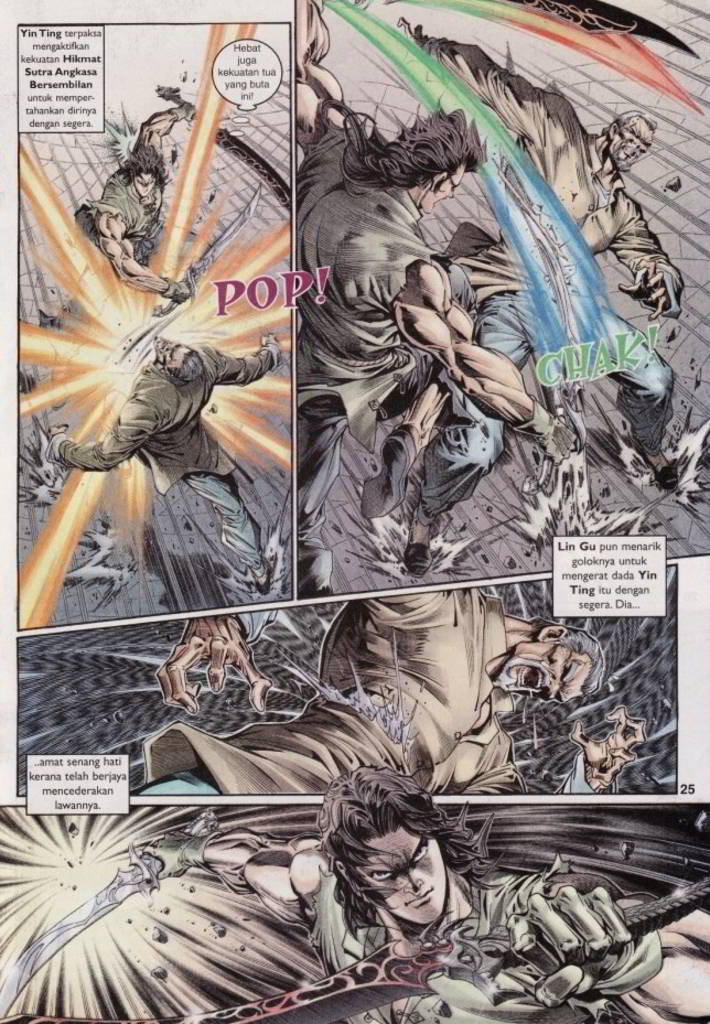 Yin Ting terpaksa
mengaktifkan
kekuatan Hikmat
Sutra Angkasa
Bersembilan
untuk memper-
tahankan dirinya
dengan segera.
Hebat
juga
kekuatan tua
yang buta
ini!
POP!
CHAK!
Lin Gu pun menarik
goloknya untuk
mengerat dada Yin
Ting itu dengan
segera. Dia...
..amat senang hati
kerana telah berjaya
mencederakan
lawannya.
25